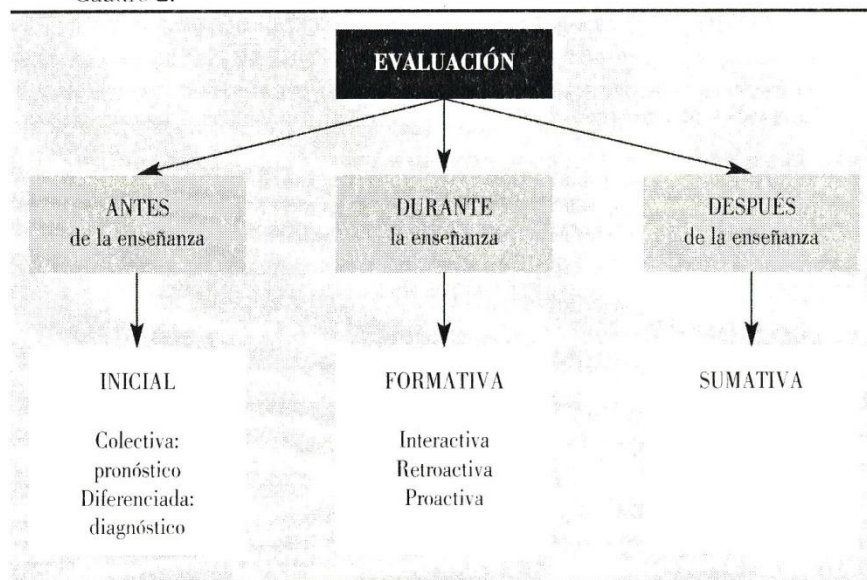 Cuadro 2.
EVALUACIÓN
ANTES
de la enseñanza
DURANTE
la enseñanza
DESPUÉS
de la enseñanza
INICIAL
Colectiva:
pronóstico
Diferenciada:
diagnóstico
FORMATIVA
Interactiva
Retroactiva
Proactiva
SUMATIVA